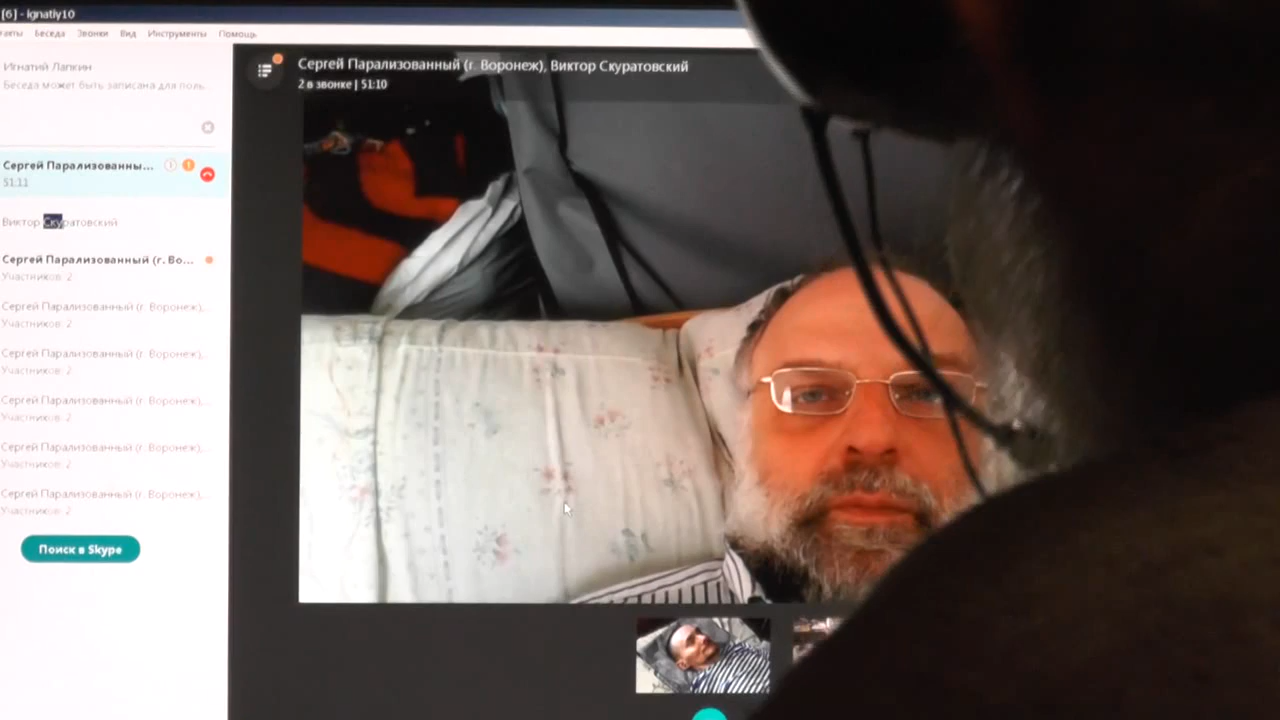 [6] - ignatiy10
такты Беседа Звонки Вид Инструменты Помощь
Игнатий Лапкин
Беседа может быть записана для поль...
Сергей Парализованны...
51:11
Виктор Скуратовский
Сергей Парализованный (г. Во...
Участников: 2
Сергей Парализованный (г. Воронеж),...
Участников: 2
Сергей Парализованный (г. Воронеж),...
Участников: 2
Сергей Парализованный (г. Воронеж),...
Участников: 2
Сергей Парализованный (г. Воронеж),...
Участников: 2
Сергей Парализованный (г. Воронеж),...
Участников: 2
Поиск в Skype
Сергей Парализованный (г. Воронеж), Виктор Скуратовский
2 в звонке | 51:10